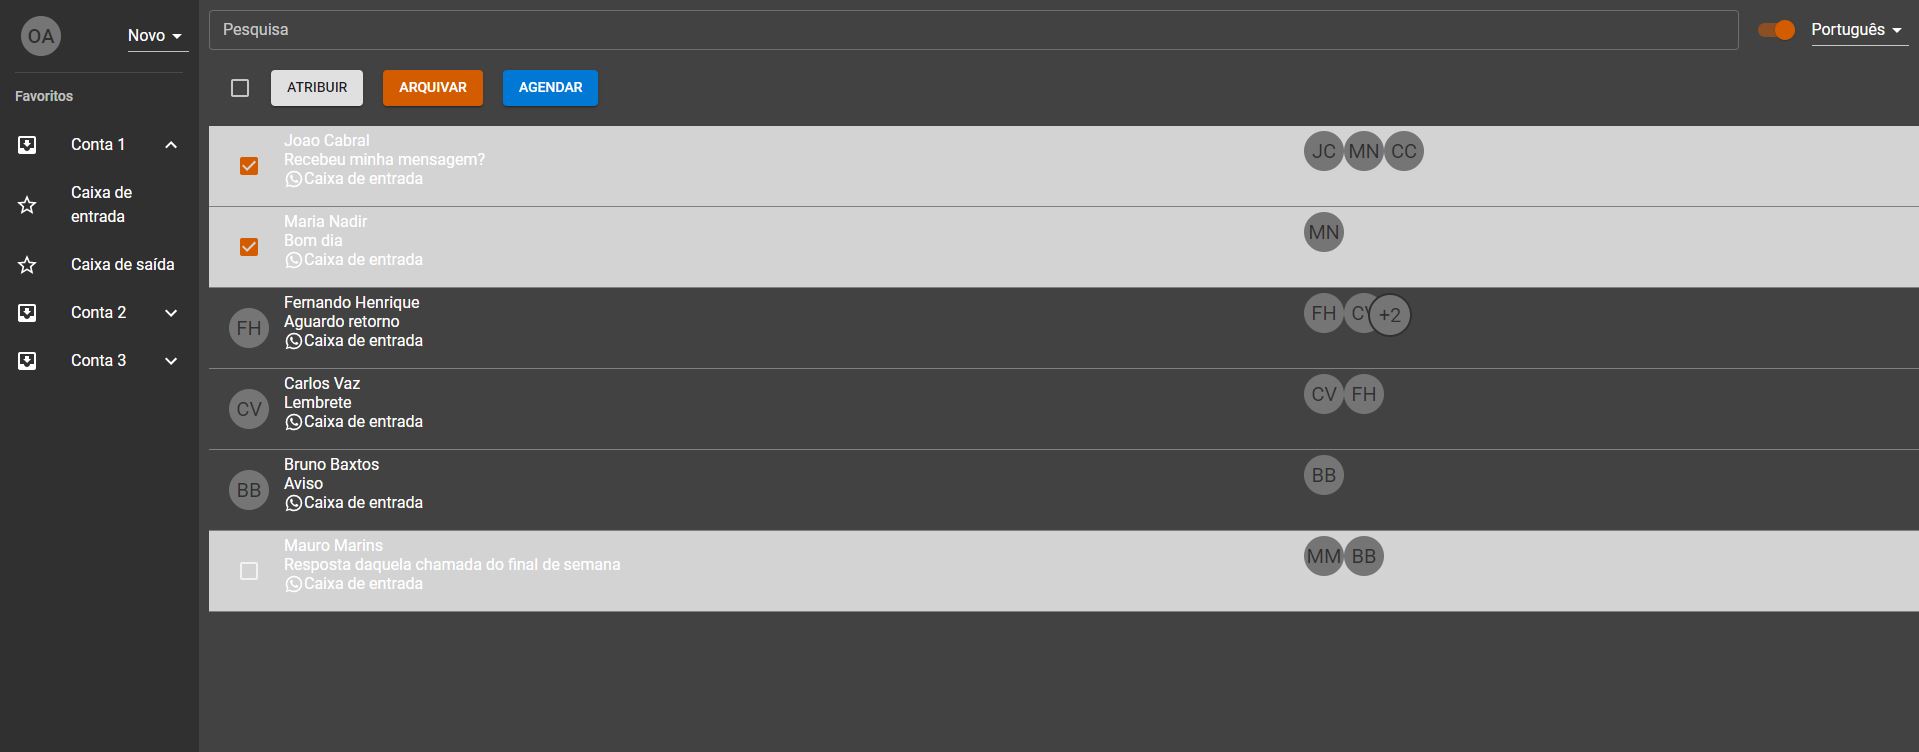 OA
Novo
Pesquisa
Português
Favoritos
ATRIBUIR
ARQUIVAR
AGENDAR
Conta 1
Caixa de
entrada
Caixa de saída
Conta 2
Conta 3
Joao Cabral
Recebeu minha mensagem?
Caixa de entrada
JC MN CC
Maria Nadir
Bom dia
Caixa de entrada
MN
FH
Fernando Henrique
Aguardo retorno
Caixa de entrada
FH CV +2
CV
Carlos Vaz
Lembrete
Caixa de entrada
CV FH
BB
Bruno Baxtos
Aviso
Caixa de entrada
BB
Mauro Marins
Resposta daquela chamada do final de semana
Caixa de entrada
MM BB